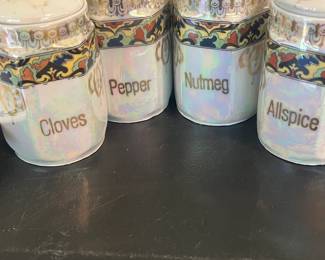 Cloves
Pepper
Nutmeg
Allspice